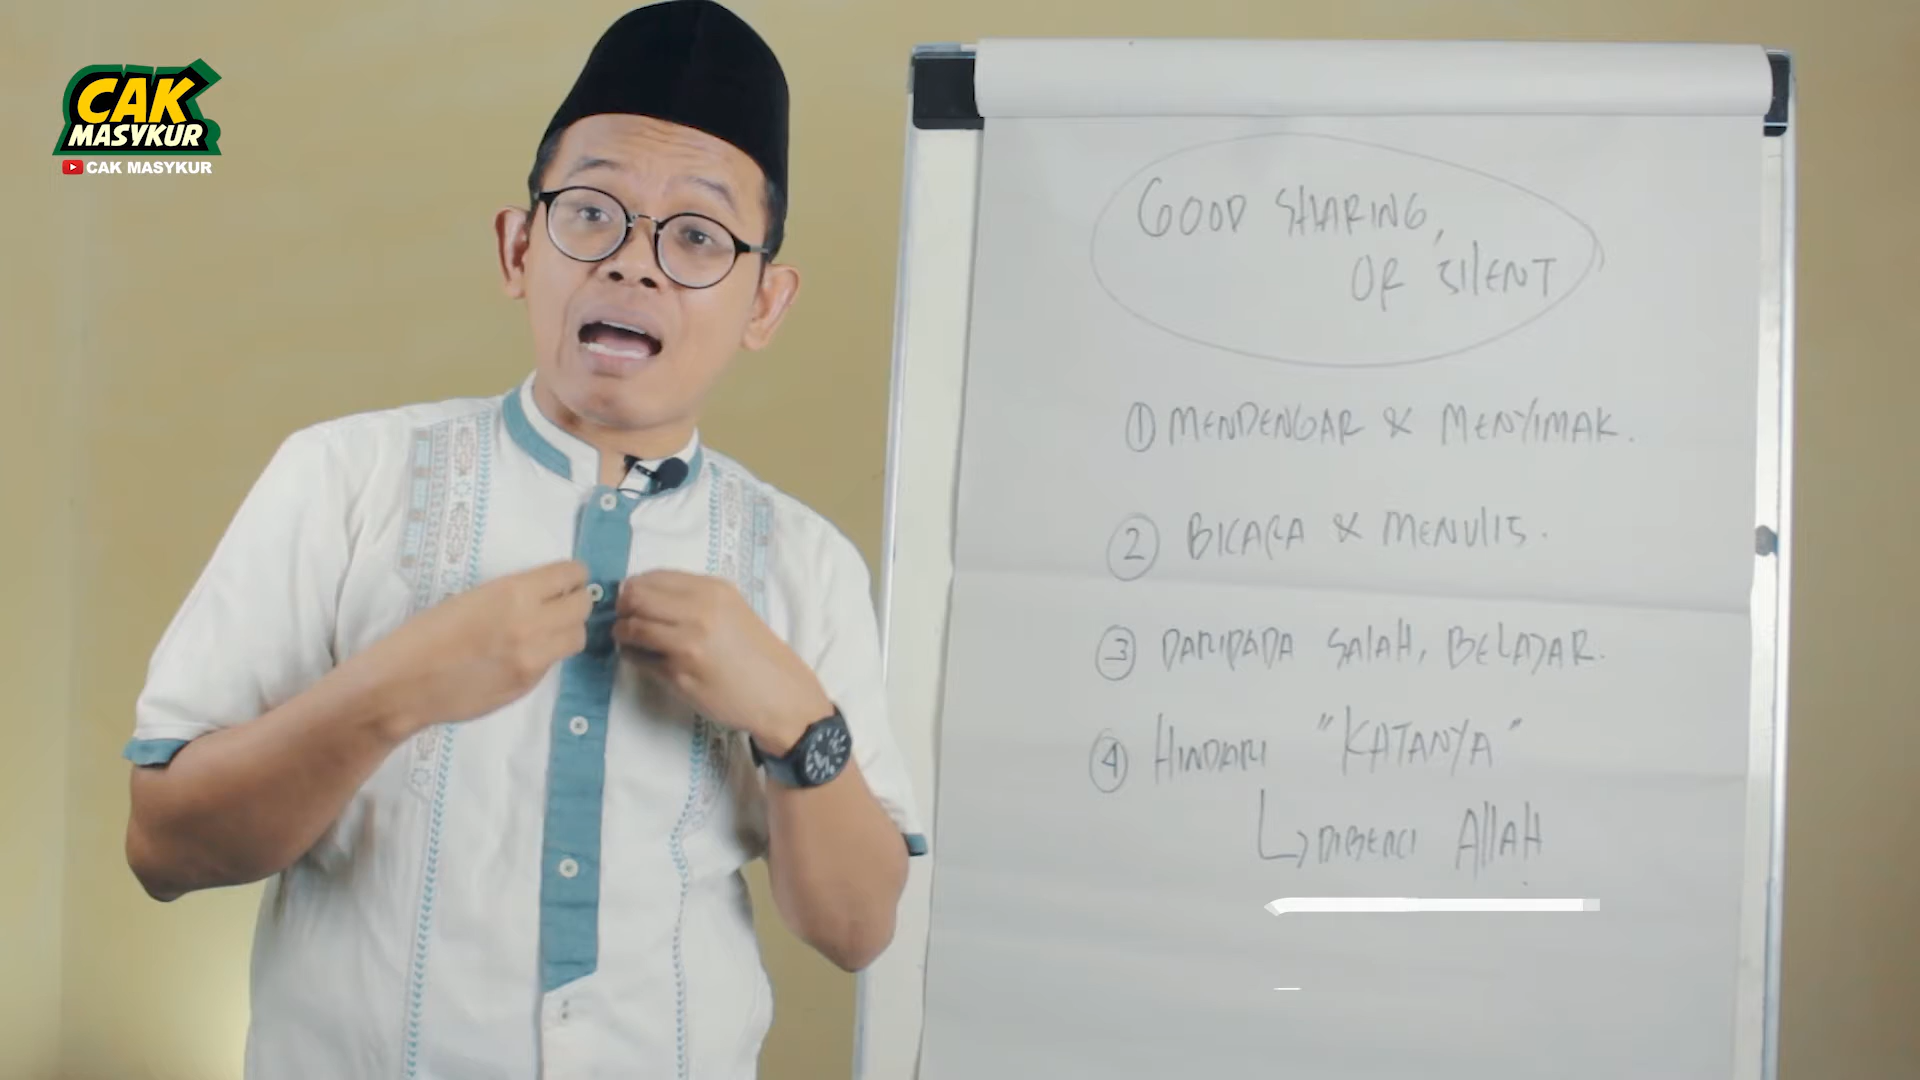 CAK
MASYKUR
CAK MASYKUR
GOOD SHARING,
OR SILENT
1 MENDENGAR & MENYIMAK.
2 BICARA & MENULIS.
3 DARIPADA SALAH, BELAJAR.
4 HINDARI "KATANYA"
DIBENCI ALLAH